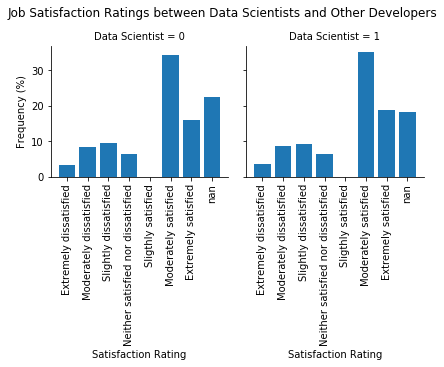 Job Satisfaction Ratings between Data Scientists and Other Developers
Data Scientist = 0
Data Scientist = 1
Frequency (%)
30
20
10
0
Extremely dissatisfied
Moderately dissatisfied
Slightly dissatisfied
Neither satisfied nor dissatisfied
Sligthly satisfied
Moderately satisfied
Extremely satisfied
nan
Extremely dissatisfied
Moderately dissatisfied
Slightly dissatisfied
Neither satisfied nor dissatisfied
Sligthly satisfied
Moderately satisfied
Extremely satisfied
nan
Satisfaction Rating
Satisfaction Rating